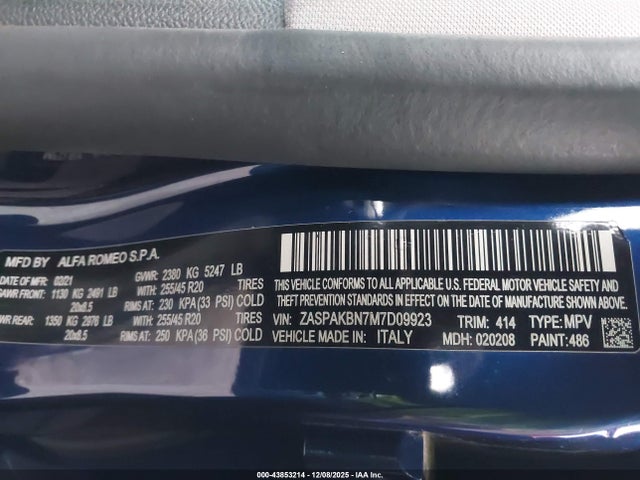 MFD BY ALFA ROMEO S.P.A.
DATE OF MFR 02/21 GVWR: 2380 KG 5247 LB
GAWR FRONT: 1130 KG 2491 LB WITH: 255/45 R20 TIRES
20x8.5 RIMS AT: 230 KPA(33 PSI) COLD
WR REAR: 1350 KG 2976 LB WITH: 255/45 R20 TIRES
20x8.5 RIMS AT: 250 KPA(36 PSI) COLD
THIS VEHICLE CONFORMS TO ALL APPLICABLE U.S. FEDERAL MOTOR VEHICLE SAFETY
THEFT PREVENTION STANDARDS IN EFFECT ON THE DATE OF MANUFACTURE SHOWN ABOVE.
VIN: ZASPAKBN7M7D09923 TRIM: 414 TYPE: MPV
VEHICLE MADE IN: ITALY MDH: 020208 PAINT: 486
000-43853214 - 12/08/2025 - IAA Inc.